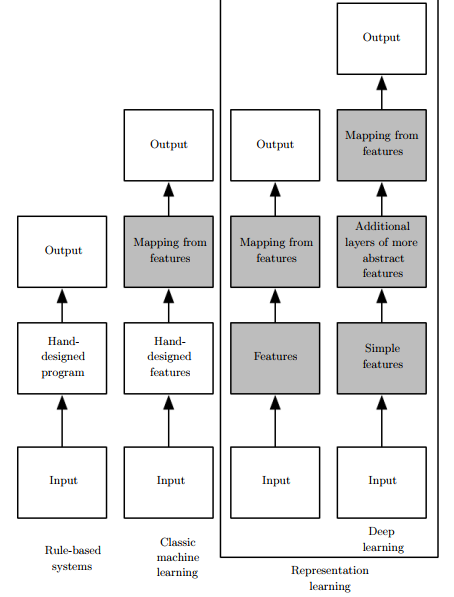 Output
Mapping from
features
Output
Output
Additional
layers of more
abstract
features
Mapping from
features
Mapping from
features
Output
Simple
features
Features
Hand-
designed
features
Hand-
designed
program
Input
Input
Input
Input
Rule-based
systems
Classic
machine
learning
Deep
learning
Representation
learning